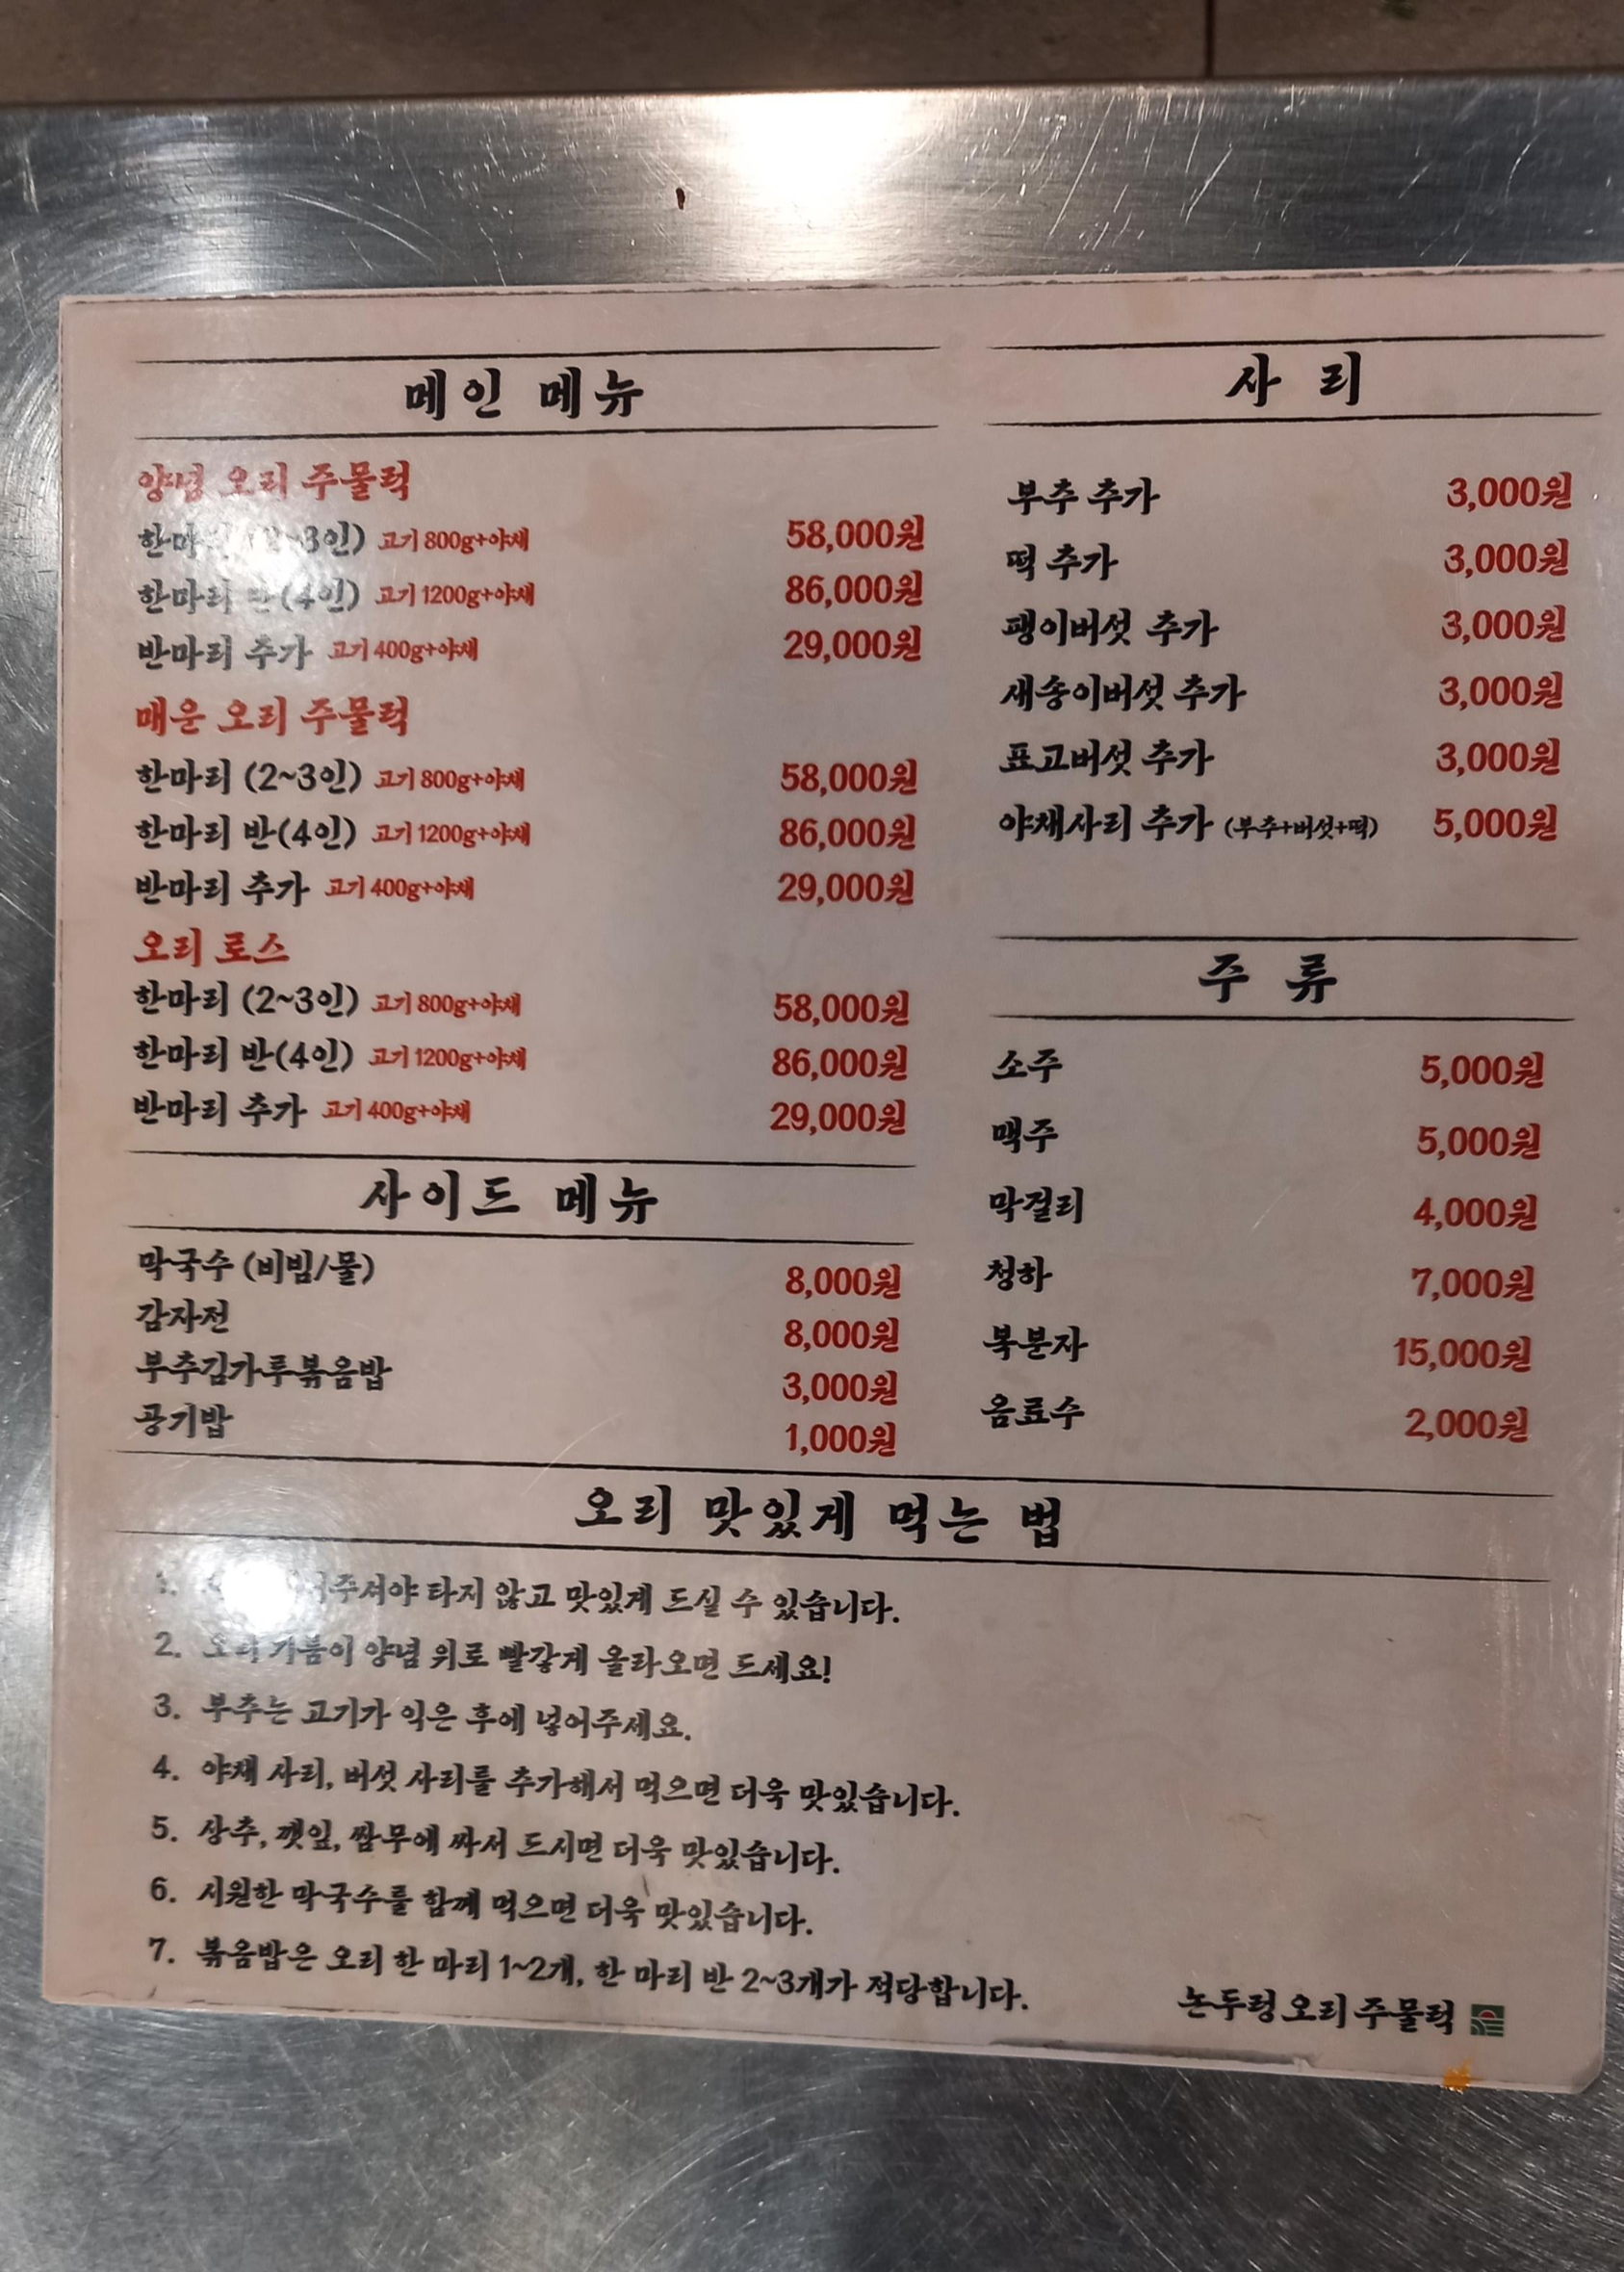 메인 메뉴
양념 오리 주물럭
한마리 (2~3인) 고기 800g+야채 58,000원
한마리 반(4인) 고기 1200g+야채 86,000원
반마리 추가 고기 400g+야채 29,000원
매운 오리 주물럭
한마리 (2~3인) 고기 800g+야채 58,000원
한마리 반(4인) 고기 1200g+야채 86,000원
반마리 추가 고기 400g+야채 29,000원
오리 로스
한마리 (2~3인) 고기 800g+야채 58,000원
한마리 반(4인) 고기 1200g+야채 86,000원
반마리 추가 고기 400g+야채 29,000원
사이드 메뉴
막국수 (비빔/물) 8,000원
감자전 8,000원
부추김가루볶음밥 3,000원
공기밥 1,000원
사 리
부추 추가 3,000원
떡 추가 3,000원
팽이버섯 추가 3,000원
새송이버섯 추가 3,000원
표고버섯 추가 3,000원
야채사리 추가 (부추+버섯+떡) 5,000원
주 류
소주 5,000원
맥주 5,000원
막걸리 4,000원
청하 7,000원
복분자 15,000원
음료수 2,000원
오리 맛있게 먹는 법
1. 타지 않고 맛있게 드실 수 있습니다.
2. 오리 기름이 양념 위로 빨갛게 올라오면 드세요!
3. 부추는 고기가 익은 후에 넣어주세요.
4. 야채 사리, 버섯 사리를 추가해서 먹으면 더욱 맛있습니다.
5. 상추, 깻잎, 쌈무에 싸서 드시면 더욱 맛있습니다.
6. 시원한 막국수를 함께 먹으면 더욱 맛있습니다.
7. 볶음밥은 오리 한 마리 1~2개, 한 마리 반 2~3개가 적당합니다.
논두렁 오리 주물럭